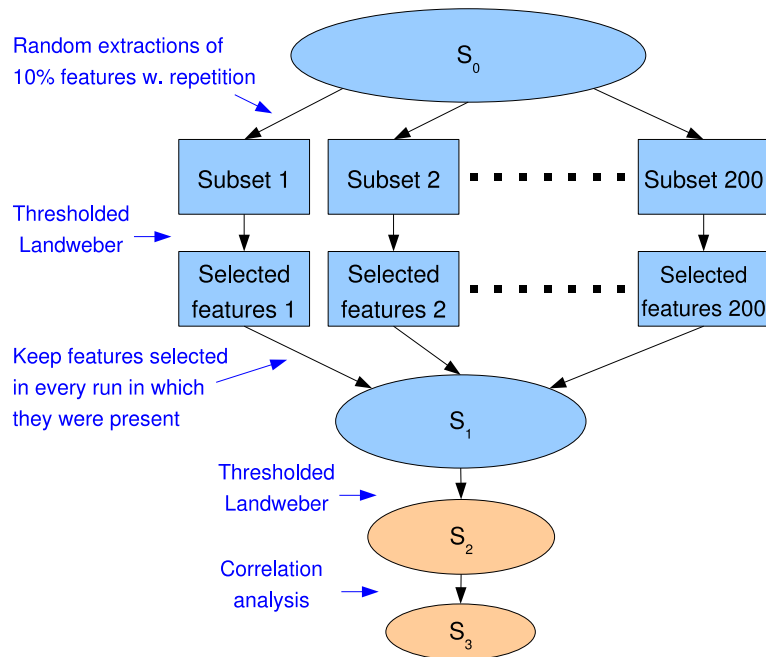 Random extractions of
10% features w. repetition
S0
Subset 1
Subset 2
Subset 200
Thresholded
Landweber
Selected
features 1
Selected
features 2
Selected
features 200
Keep features selected
in every run in which
they were present
S1
Thresholded
Landweber
S2
Correlation
analysis
S3